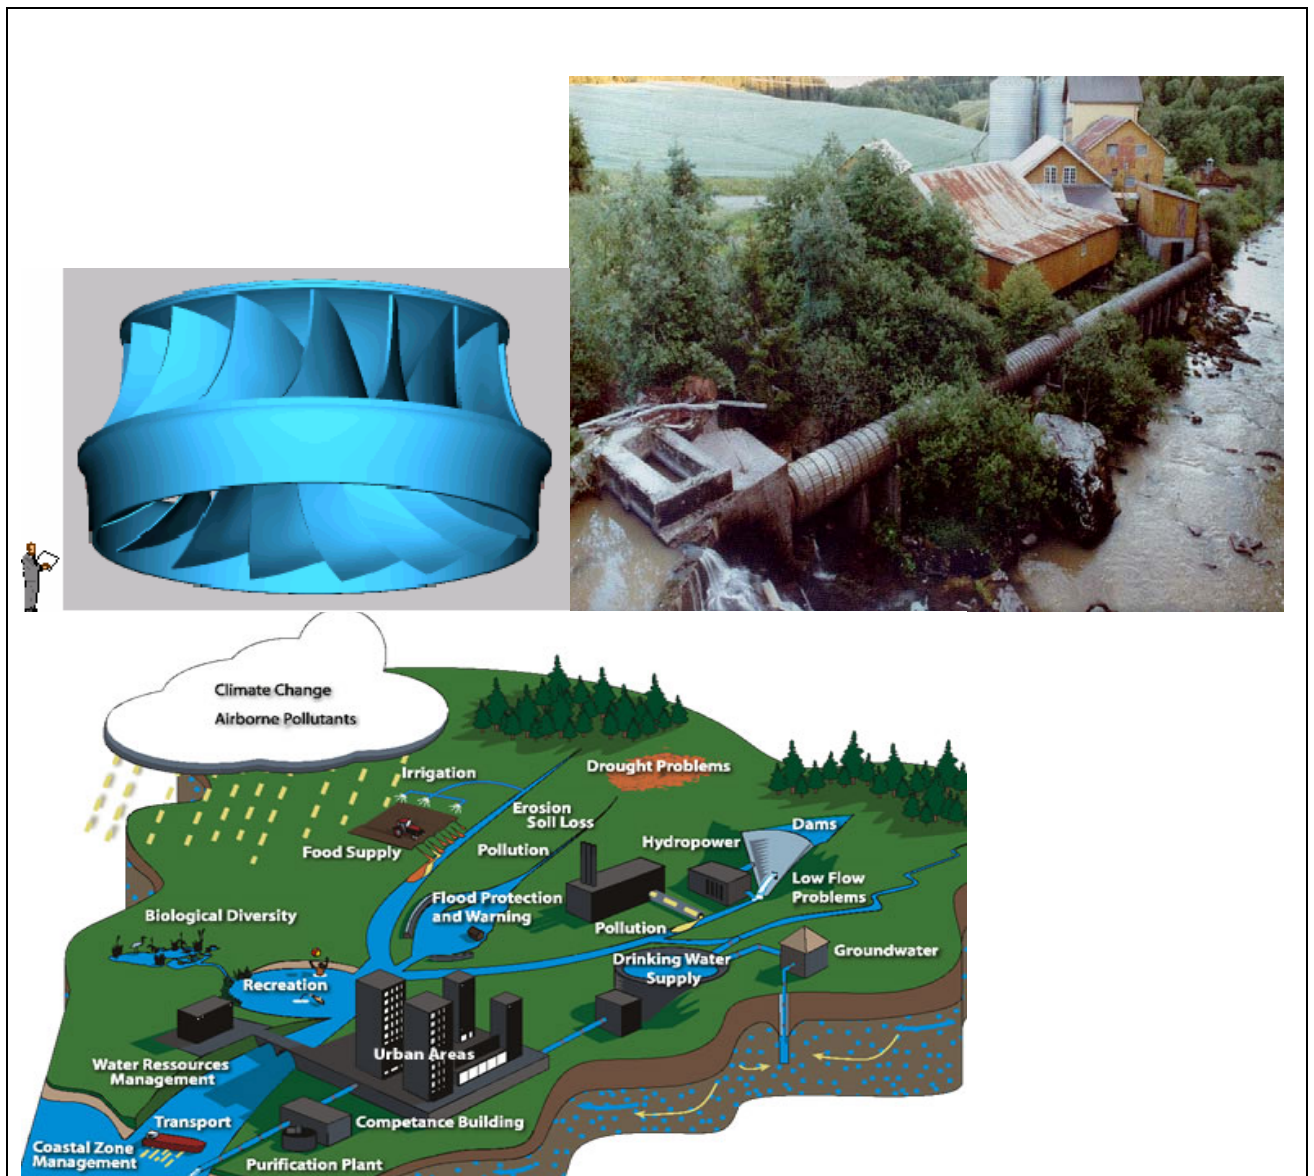 Climate Change
Airborne Pollutants
Irrigation
Drought Problems
Erosion
Soil Loss
Dams
Food Supply
Pollution
Hydropower
Low Flow
Problems
Flood Protection
and Warning
Biological Diversity
Pollution
Groundwater
Drinking Water
Supply
Recreation
Urban Areas
Water Ressources
Management
Transport
Competance Building
Coastal Zone
Management
Purification Plant